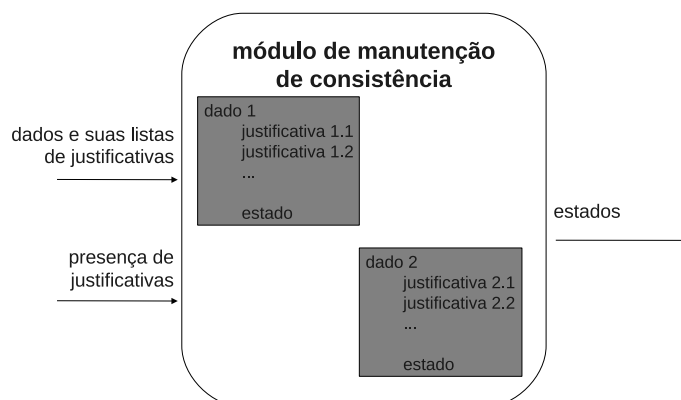 módulo de manutenção
de consistência
dados e suas listas
de justificativas
dado 1
justificativa 1.1
justificativa 1.2
...
estado
estados
presença de
justificativas
dado 2
justificativa 2.1
justificativa 2.2
...
estado